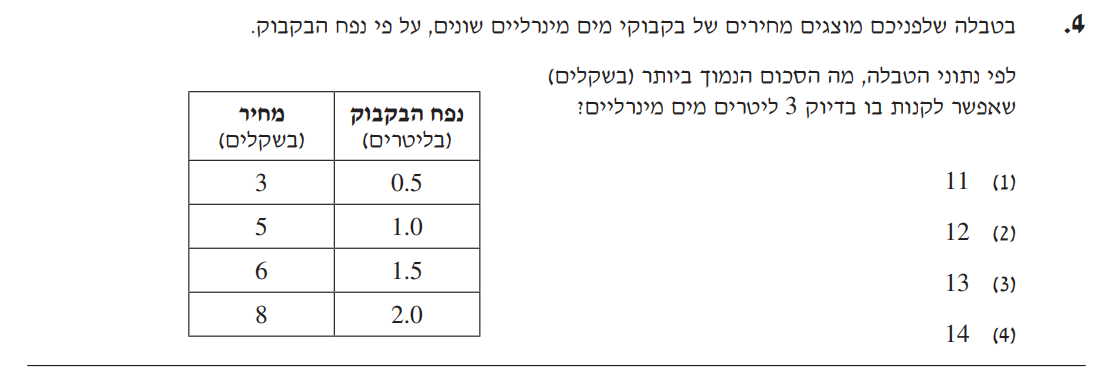 4. בטבלה שלפניכם מוצגים מחירים של בקבוקי מים מינרליים שונים, על פי נפח הבקבוק.
לפי נתוני הטבלה, מה הסכום הנמוך ביותר (בשקלים)
שאפשר לקנות בו בדיוק 3 ליטרים מים מינרליים?
(1) 11
(2) 12
(3) 13
(4) 14
נפח הבקבוק מחיר
(בליטרים) (בשקלים)
0.5 3
1.0 5
1.5 6
2.0 8